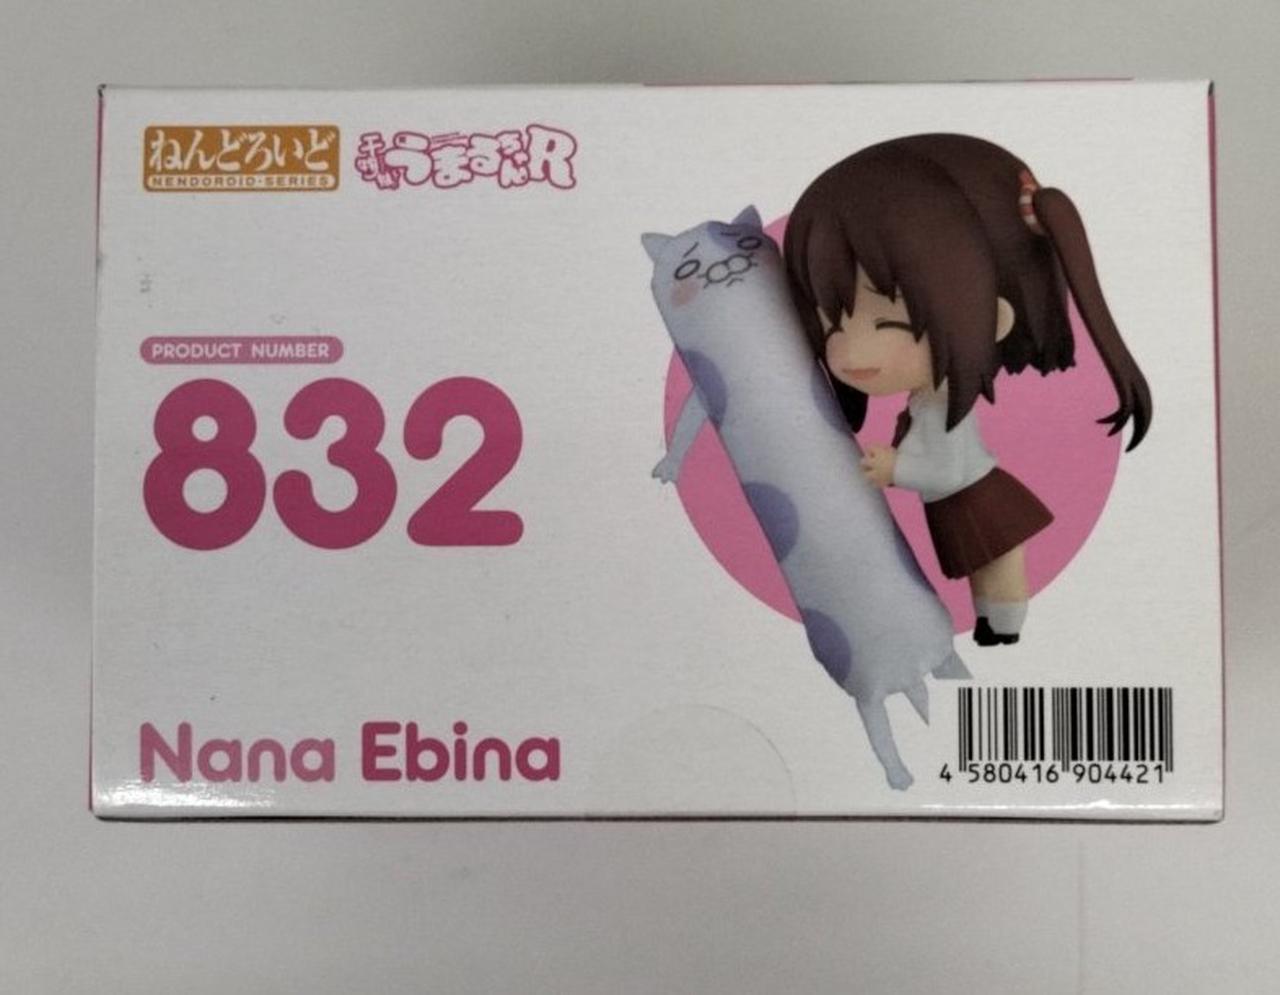 ねんどろいど
NENDOROID・SERIES
干物妹
うまるちゃんR
PRODUCT NUMBER
832
Nana Ebina
4 580416 904421